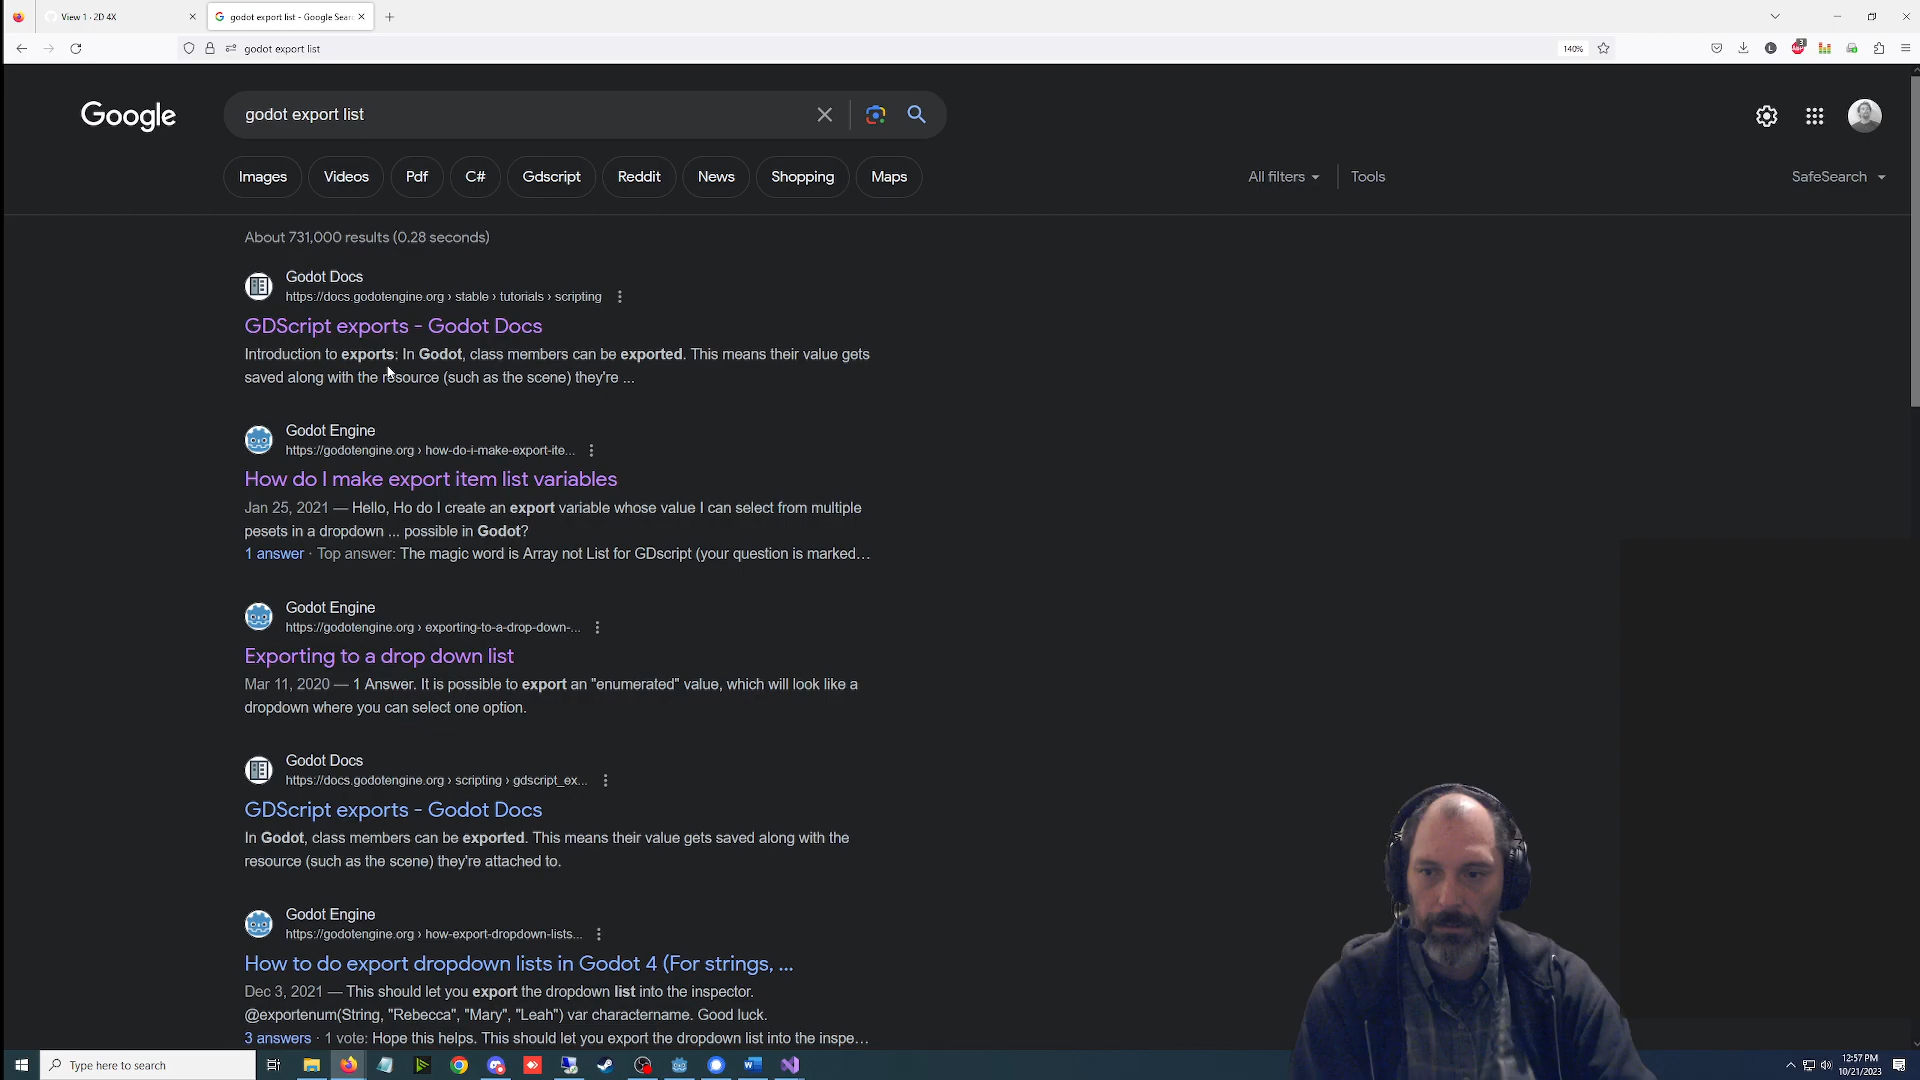 View 1 · 2D 4X
godot export list - Google Sear
godot export list
140%
Google
godot export list
Images
Videos
Pdf
C#
Gdscript
Reddit
News
Shopping
Maps
All filters
Tools
SafeSearch
About 731,000 results (0.28 seconds)
Godot Docs
https://docs.godotengine.org › stable › tutorials › scripting
GDScript exports - Godot Docs
Introduction to exports: In Godot, class members can be exported. This means their value gets
saved along with the resource (such as the scene) they're ...
Godot Engine
https://godotengine.org › how-do-i-make-export-ite...
How do I make export item list variables
Jan 25, 2021 — Hello, Ho do I create an export variable whose value I can select from multiple
pesets in a dropdown ... possible in Godot?
1 answer · Top answer: The magic word is Array not List for GDscript (your question is marked...
Godot Engine
https://godotengine.org › exporting-to-a-drop-down-...
Exporting to a drop down list
Mar 11, 2020 — 1 Answer. It is possible to export an "enumerated" value, which will look like a
dropdown where you can select one option.
Godot Docs
https://docs.godotengine.org › scripting › gdscript_ex...
GDScript exports - Godot Docs
In Godot, class members can be exported. This means their value gets saved along with the
resource (such as the scene) they're attached to.
Godot Engine
https://godotengine.org › how-export-dropdown-lists...
How to do export dropdown lists in Godot 4 (For strings, ...
Dec 3, 2021 — This should let you export the dropdown list into the inspector.
@exportenum(String, "Rebecca", "Mary", "Leah") var charactername. Good luck.
3 answers · 1 vote: Hope this helps. This should let you export the dropdown list into the inspe...
Type here to search
12:57 PM
10/21/2023